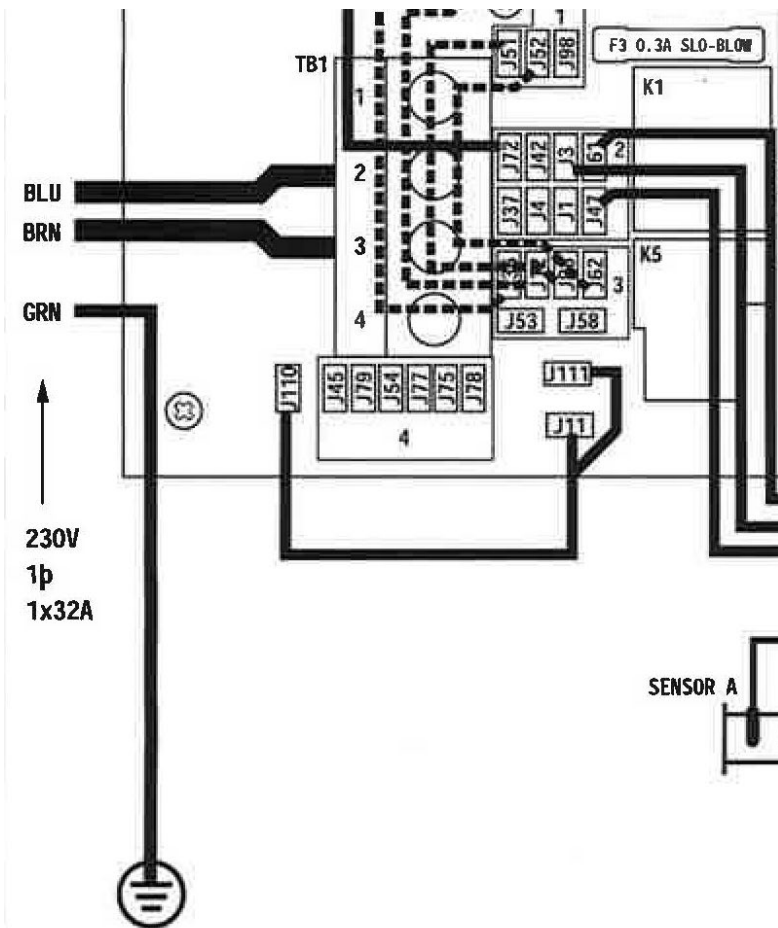 1
J51 J52 J98
F3 0.3A SLO-BLOW
TB1
K1
1
J72 J42 J3 2
2
BLU
J37 J4 J1 J47
BRN
3
K5
J62 3
GRN
4
J53 J58
J110
J45 J79 J54 J77 J75 J78
J111
J11
4
230V
1þ
1x32A
SENSOR A